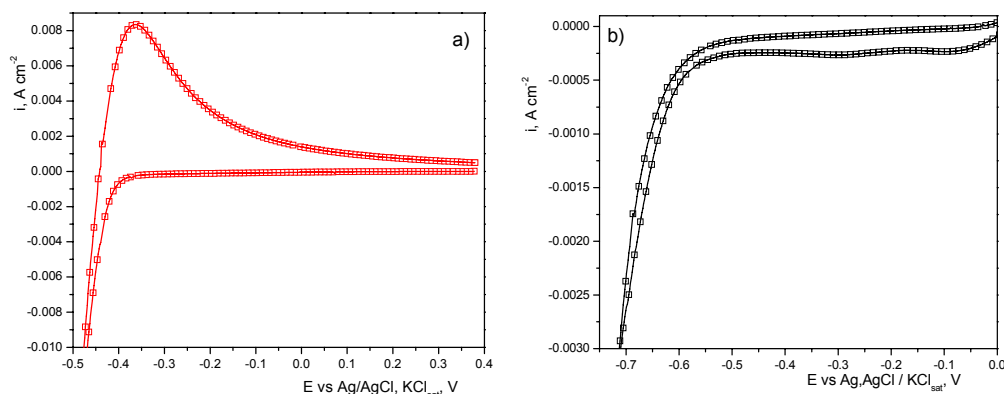 a)
i, A cm-2
0.008
0.006
0.004
0.002
0.000
-0.002
-0.004
-0.006
-0.008
-0.010
-0.5 -0.4 -0.3 -0.2 -0.1 0.0 0.1 0.2 0.3 0.4
E vs Ag/AgCl, KClsat, V
b)
i, A cm-2
0.0000
-0.0005
-0.0010
-0.0015
-0.0020
-0.0025
-0.0030
-0.7 -0.6 -0.5 -0.4 -0.3 -0.2 -0.1 0.0
E vs Ag,AgCl / KClsat, V